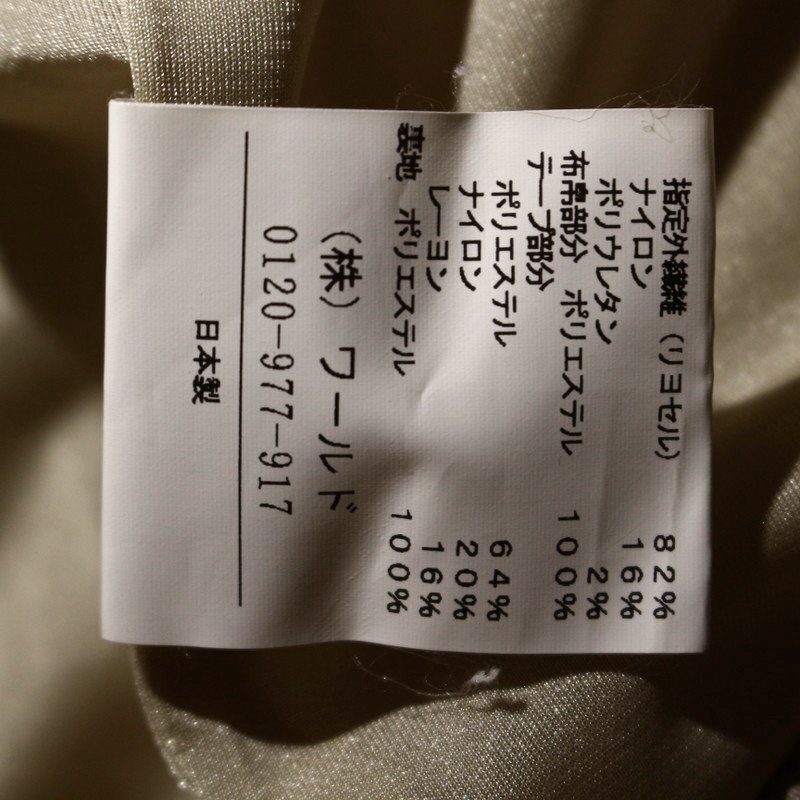 指定外繊維（リヨセル） 82%
ナイロン 16%
ポリウレタン 2%
布帛部分 ポリエステル 100%
テープ部分
ポリエステル 64%
ナイロン 20%
レーヨン 16%
裏地 ポリエステル 100%
（株）ワールド
0120-977-917
日本製